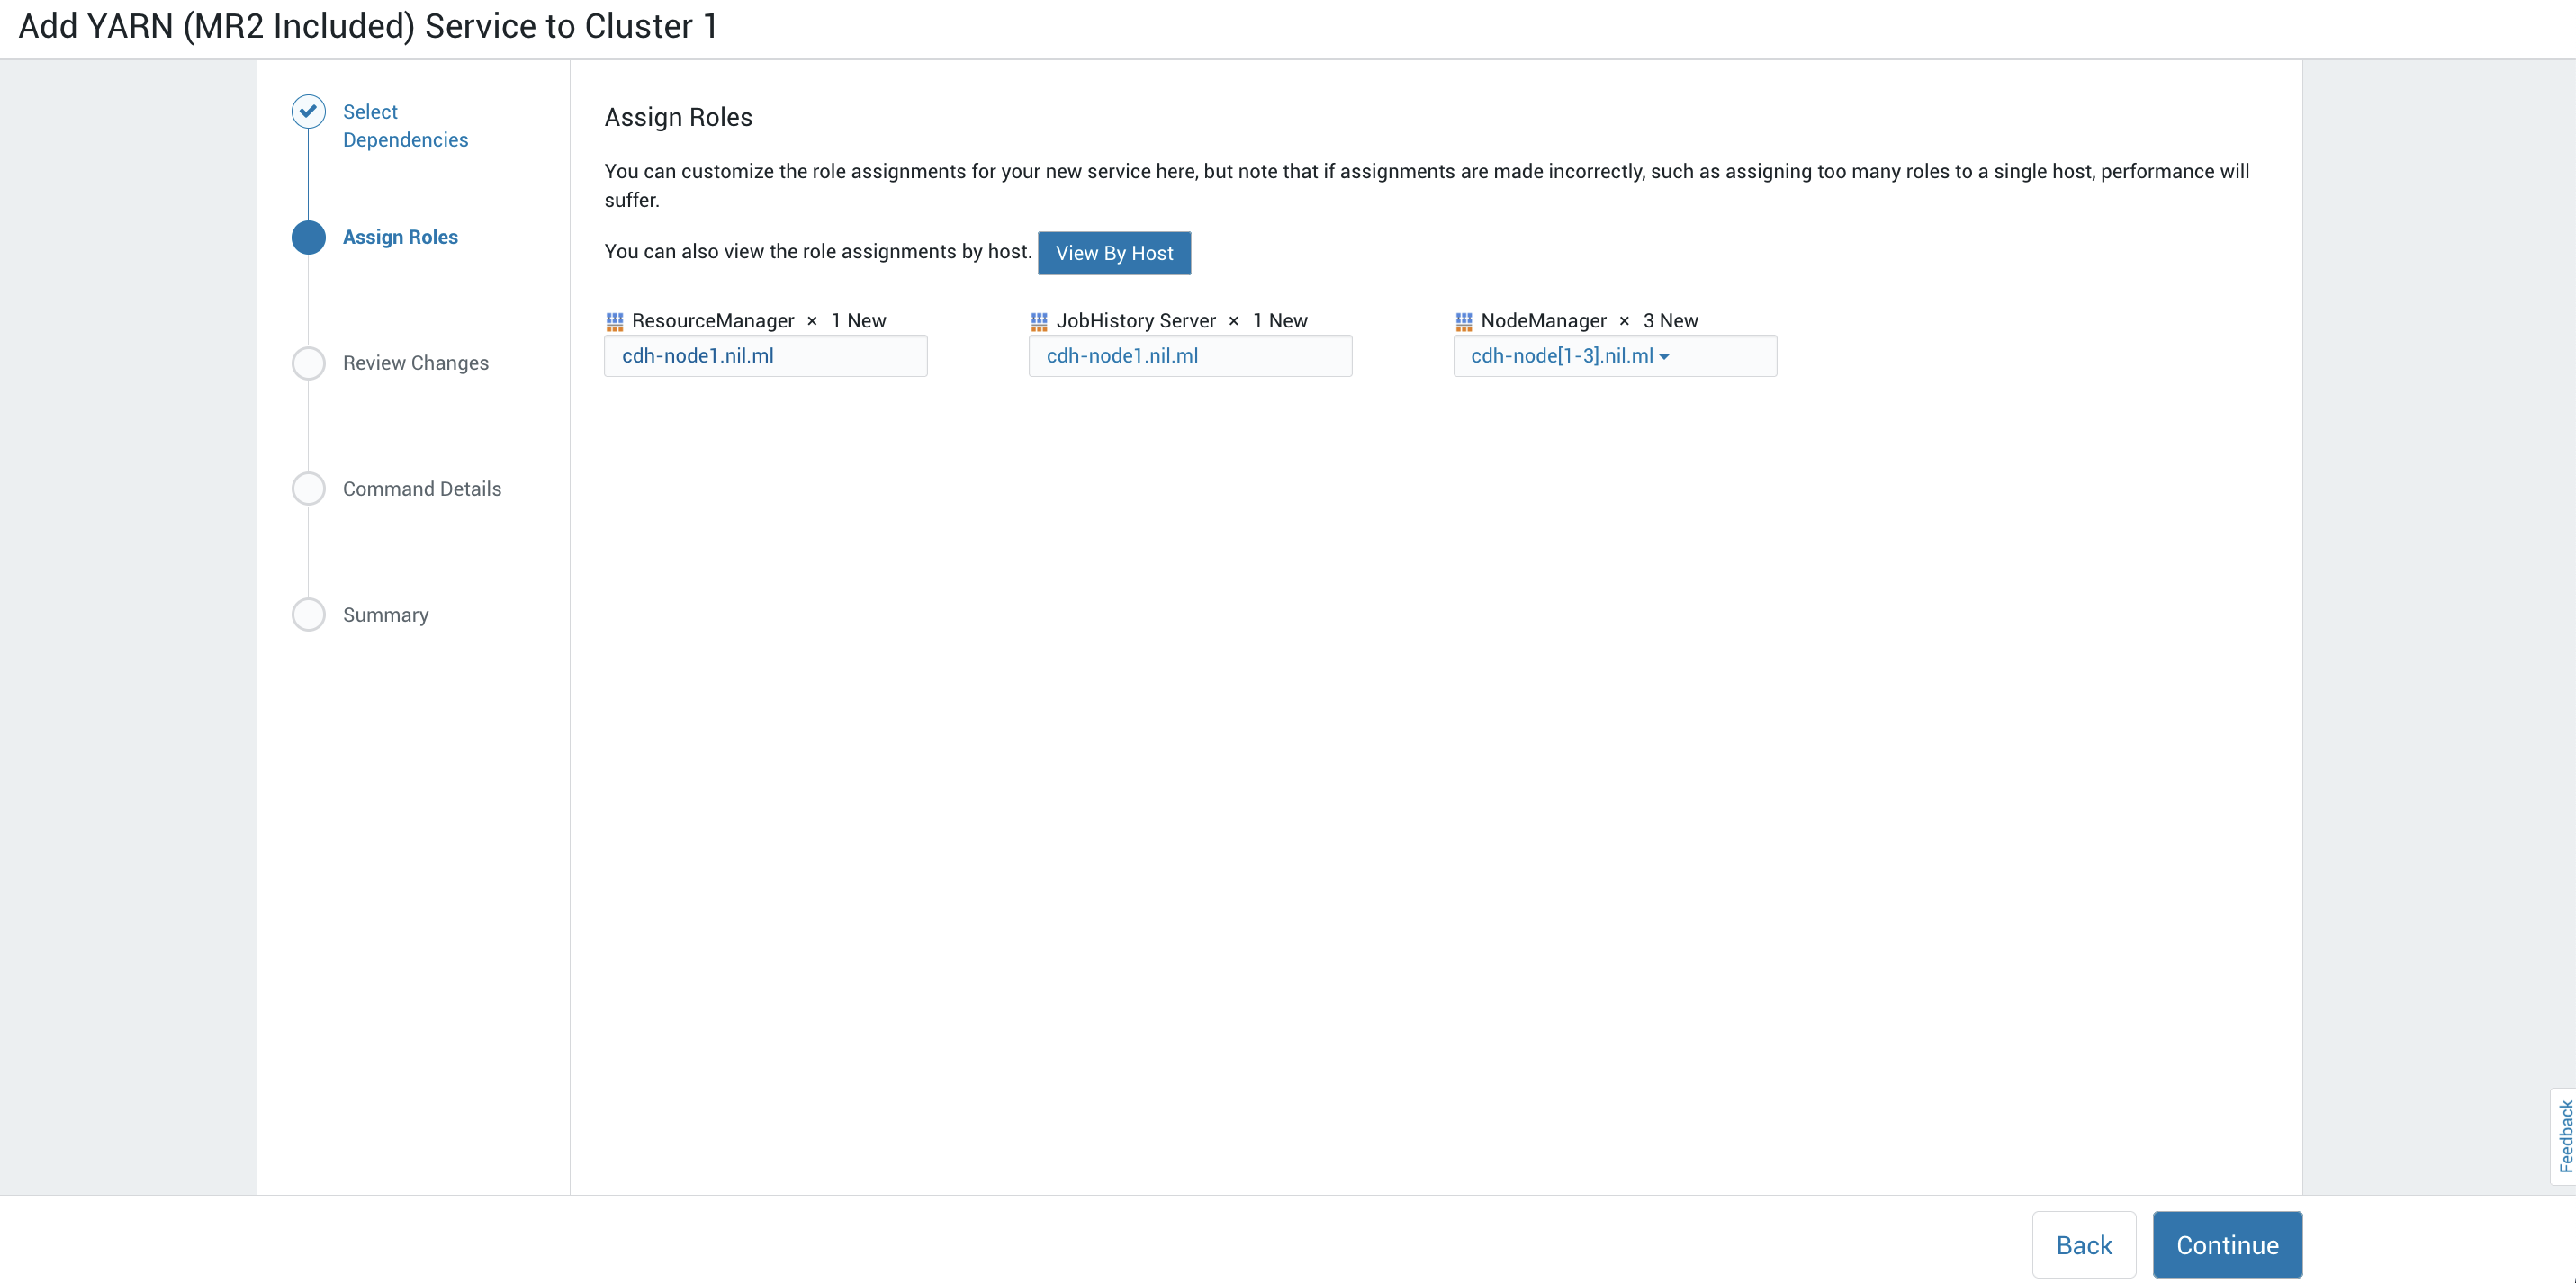 Add YARN (MR2 Included) Service to Cluster 1
Select
Dependencies
Assign Roles
Review Changes
Command Details
Summary
Assign Roles
You can customize the role assignments for your new service here, but note that if assignments are made incorrectly, such as assigning too many roles to a single host, performance will
suffer.
You can also view the role assignments by host. View By Host
ResourceManager × 1 New
cdh-node1.nil.ml
JobHistory Server × 1 New
cdh-node1.nil.ml
NodeManager × 3 New
cdh-node[1-3].nil.ml
Feedback
Back
Continue